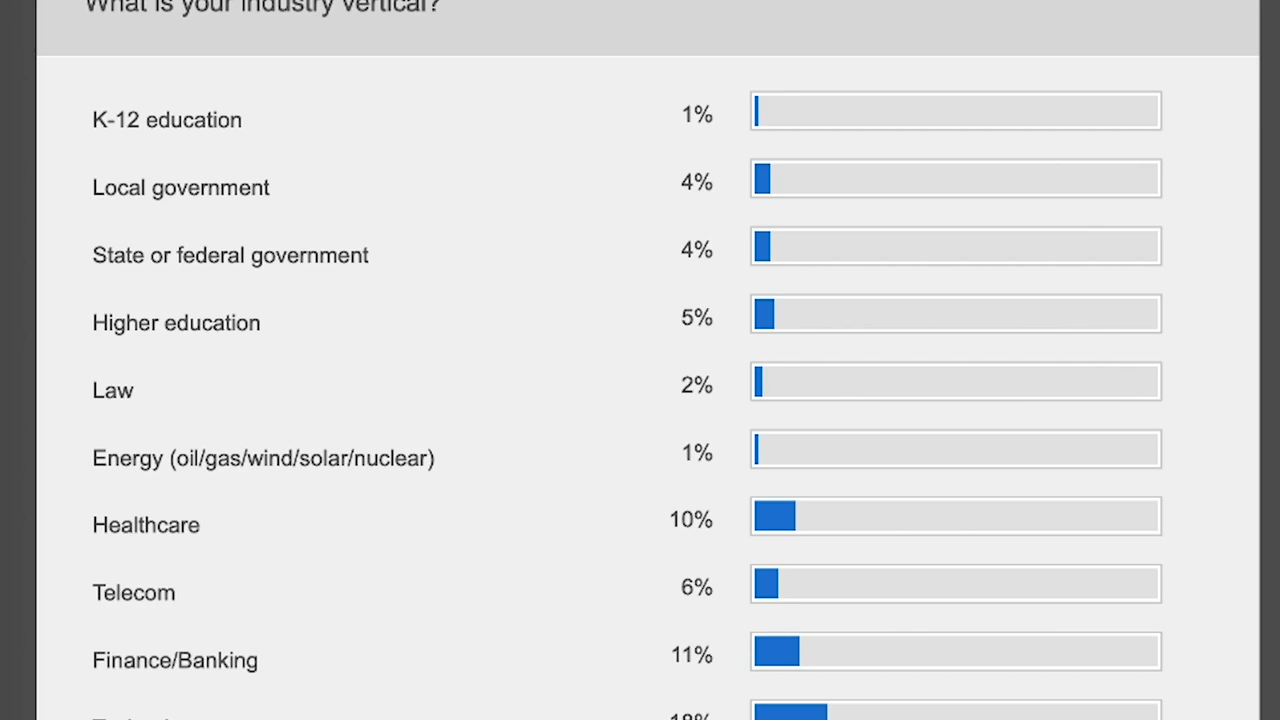 What is your industry vertical?
K-12 education 1%
Local government 4%
State or federal government 4%
Higher education 5%
Law 2%
Energy (oil/gas/wind/solar/nuclear) 1%
Healthcare 10%
Telecom 6%
Finance/Banking 11%
18%